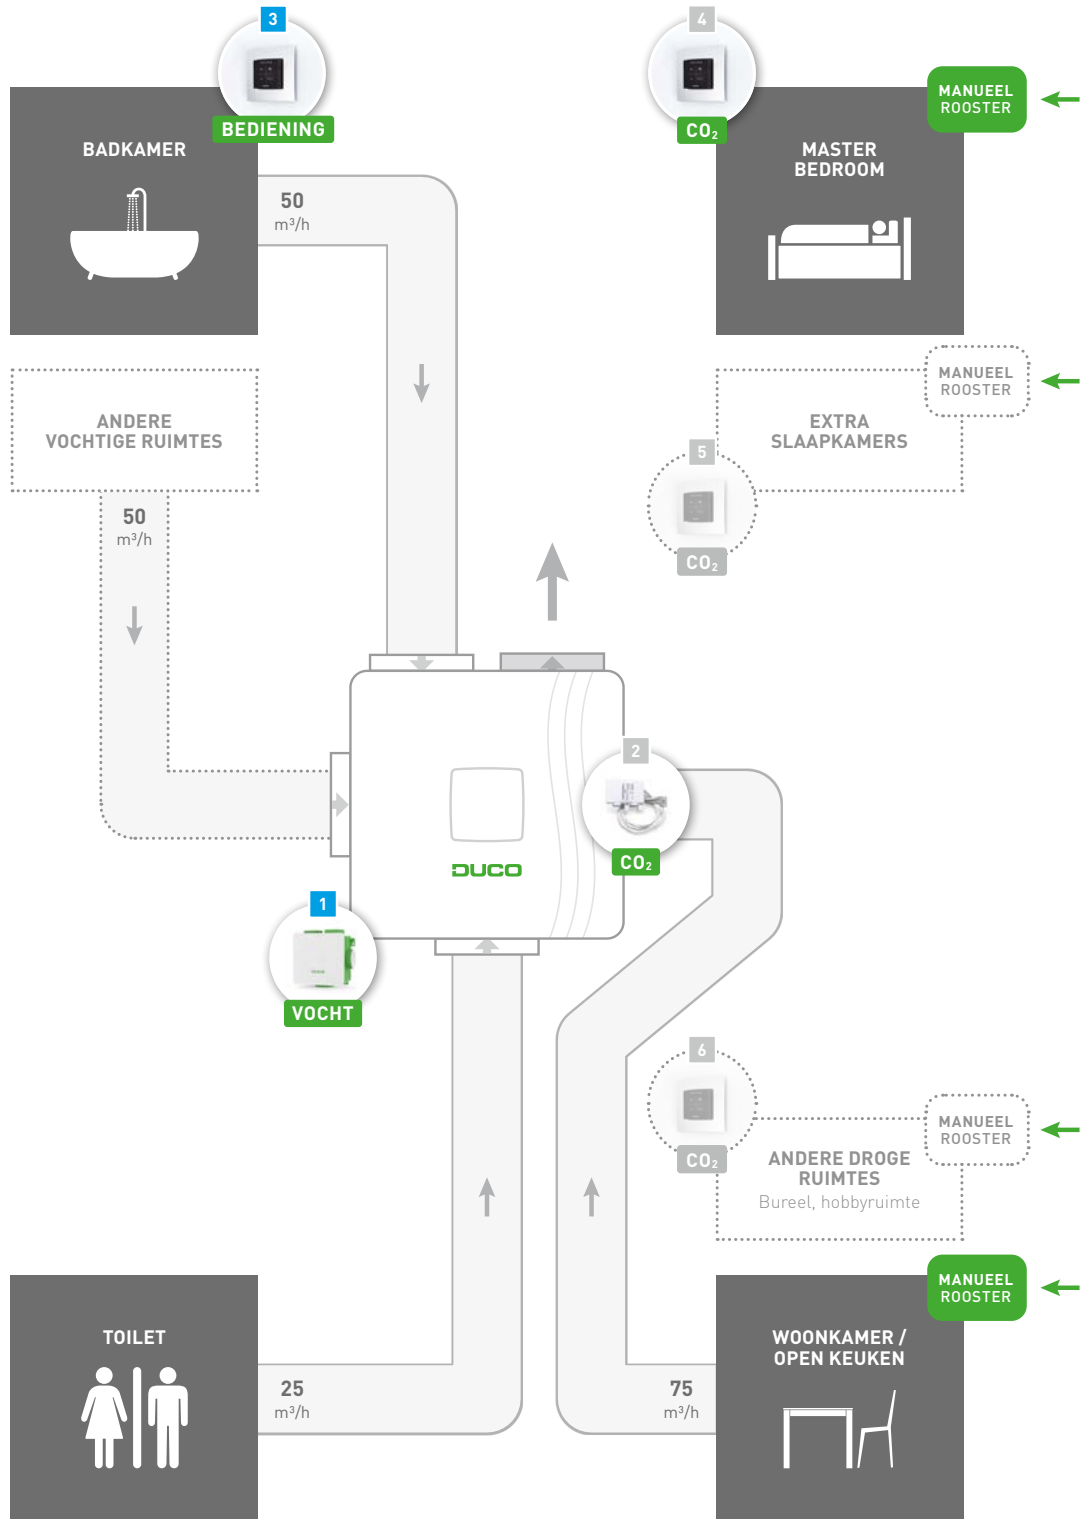 3
BEDIENING
BADKAMER
50
m³/h
4
CO₂
MASTER
BEDROOM
MANUEEL
ROOSTER
ANDERE
VOCHTIGE RUIMTES
50
m³/h
EXTRA
SLAAPKAMERS
MANUEEL
ROOSTER
5
CO₂
2
CO₂
DUCO
1
VOCHT
6
CO₂
ANDERE DROGE
RUIMTES
Bureel, hobbyruimte
MANUEEL
ROOSTER
TOILET
25
m³/h
75
m³/h
WOONKAMER /
OPEN KEUKEN
MANUEEL
ROOSTER